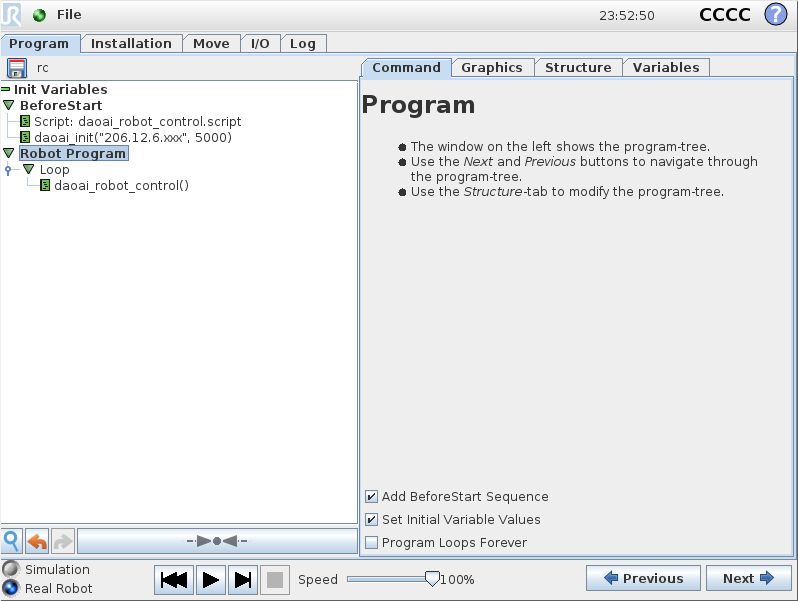 File 23:52:50 CCCC ?
Program Installation Move I/O Log
rc
Command Graphics Structure Variables
Init Variables
BeforeStart
Script: daoai_robot_control.script
daoai_init("206.12.6.xxx", 5000)
Robot Program
Loop
daoai_robot_control()
Program
The window on the left shows the program-tree.
Use the Next and Previous buttons to navigate through
the program-tree.
Use the Structure-tab to modify the program-tree.
Add BeforeStart Sequence
Set Initial Variable Values
Program Loops Forever
Simulation
Real Robot
Speed 100%
Previous Next